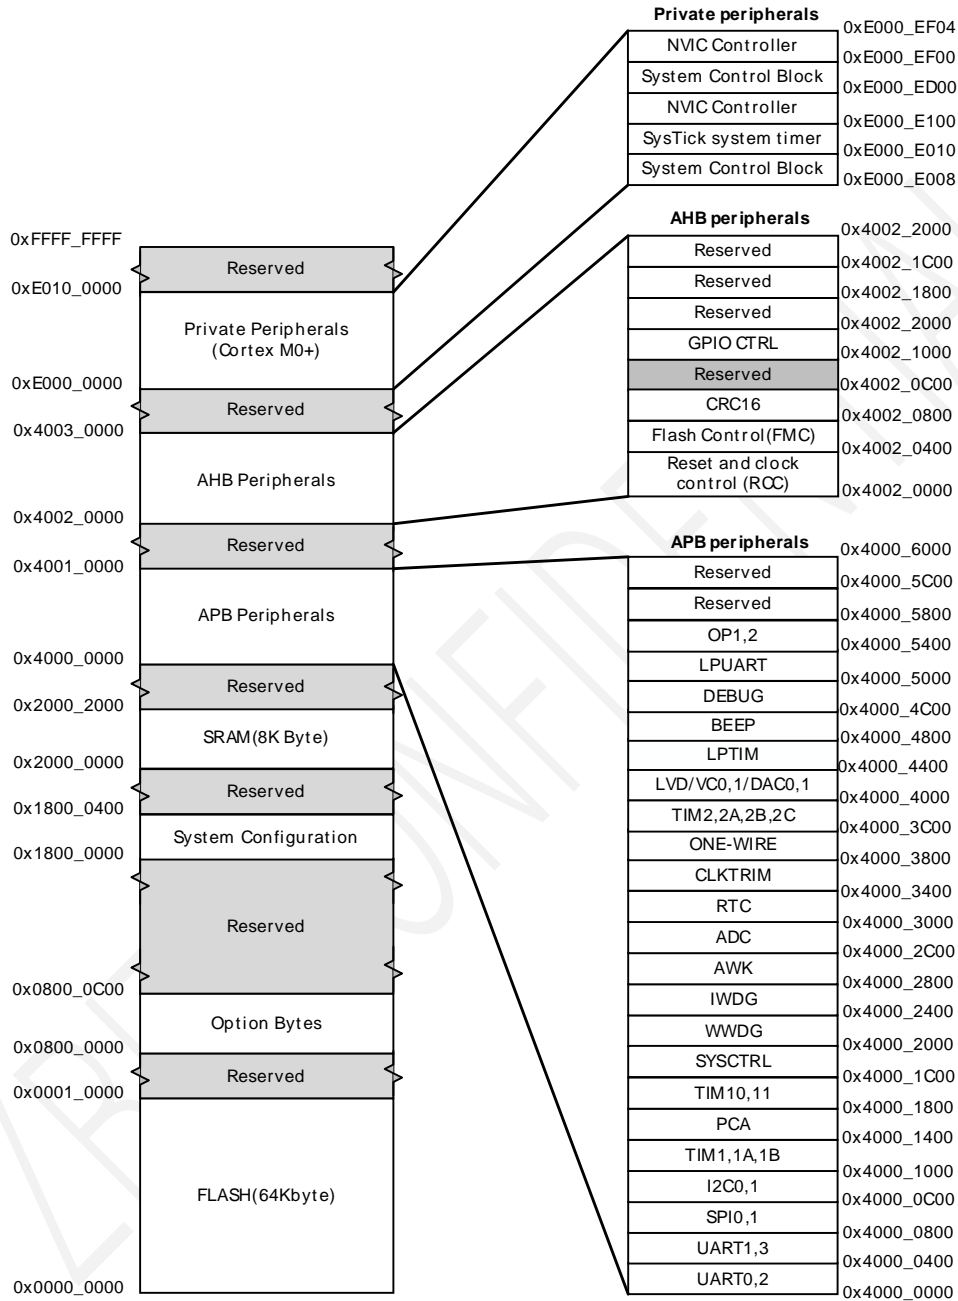 Private peripherals
0xE000_EF04
NVIC Controller
0xE000_EF00
System Control Block
0xE000_ED00
NVIC Controller
0xE000_E100
SysTick system timer
0xE000_E010
System Control Block
0xE000_E008
AHB peripherals
0x4002_2000
Reserved
0x4002_1C00
Reserved
0x4002_1800
Reserved
0x4002_2000
GPIO CTRL
0x4002_1000
Reserved
0x4002_0C00
CRC16
0x4002_0800
Flash Control(FMC)
0x4002_0400
Reset and clock
control (RCC)
0x4002_0000
APB peripherals
0x4000_6000
Reserved
0x4000_5C00
Reserved
0x4000_5800
OP1,2
0x4000_5400
LPUART
0x4000_5000
DEBUG
0x4000_4C00
BEEP
0x4000_4800
LPTIM
0x4000_4400
LVD/VC0,1/DAC0,1
0x4000_4000
TIM2,2A,2B,2C
0x4000_3C00
ONE-WIRE
0x4000_3800
CLKTRIM
0x4000_3400
RTC
0x4000_3000
ADC
0x4000_2C00
AWK
0x4000_2800
IWDG
0x4000_2400
WWDG
0x4000_2000
SYSCTRL
0x4000_1C00
TIM10,11
0x4000_1800
PCA
0x4000_1400
TIM1,1A,1B
0x4000_1000
I2C0,1
0x4000_0C00
SPI0,1
0x4000_0800
UART1,3
0x4000_0400
UART0,2
0x4000_0000
0xFFFF_FFFF
Reserved
0xE010_0000
Private Peripherals
(Cortex M0+)
0xE000_0000
Reserved
0x4003_0000
AHB Peripherals
0x4002_0000
Reserved
0x4001_0000
APB Peripherals
0x4000_0000
Reserved
0x2000_2000
SRAM(8K Byte)
0x2000_0000
Reserved
0x1800_0400
System Configuration
0x1800_0000
Reserved
0x0800_0C00
Option Bytes
0x0800_0000
Reserved
0x0001_0000
FLASH(64Kbyte)
0x0000_0000